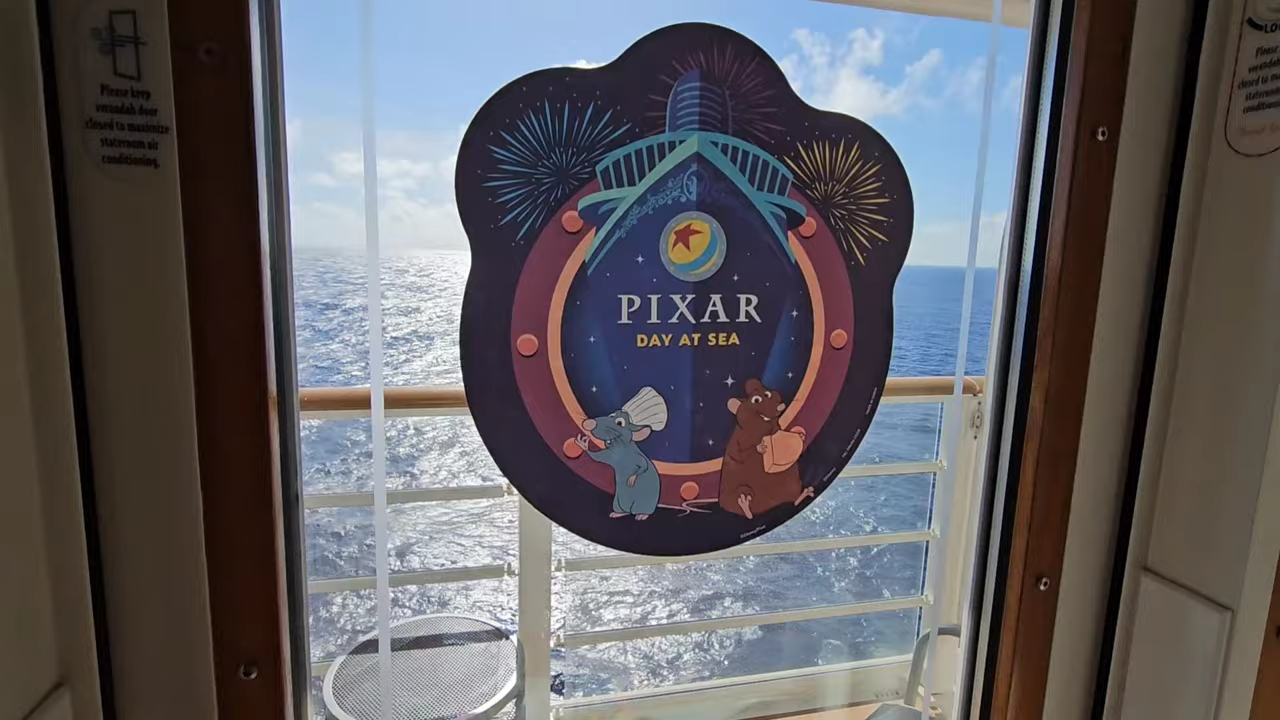 Please keep
verandah door
closed to maximize
stateroom air
conditioning.
PIXAR
DAY AT SEA